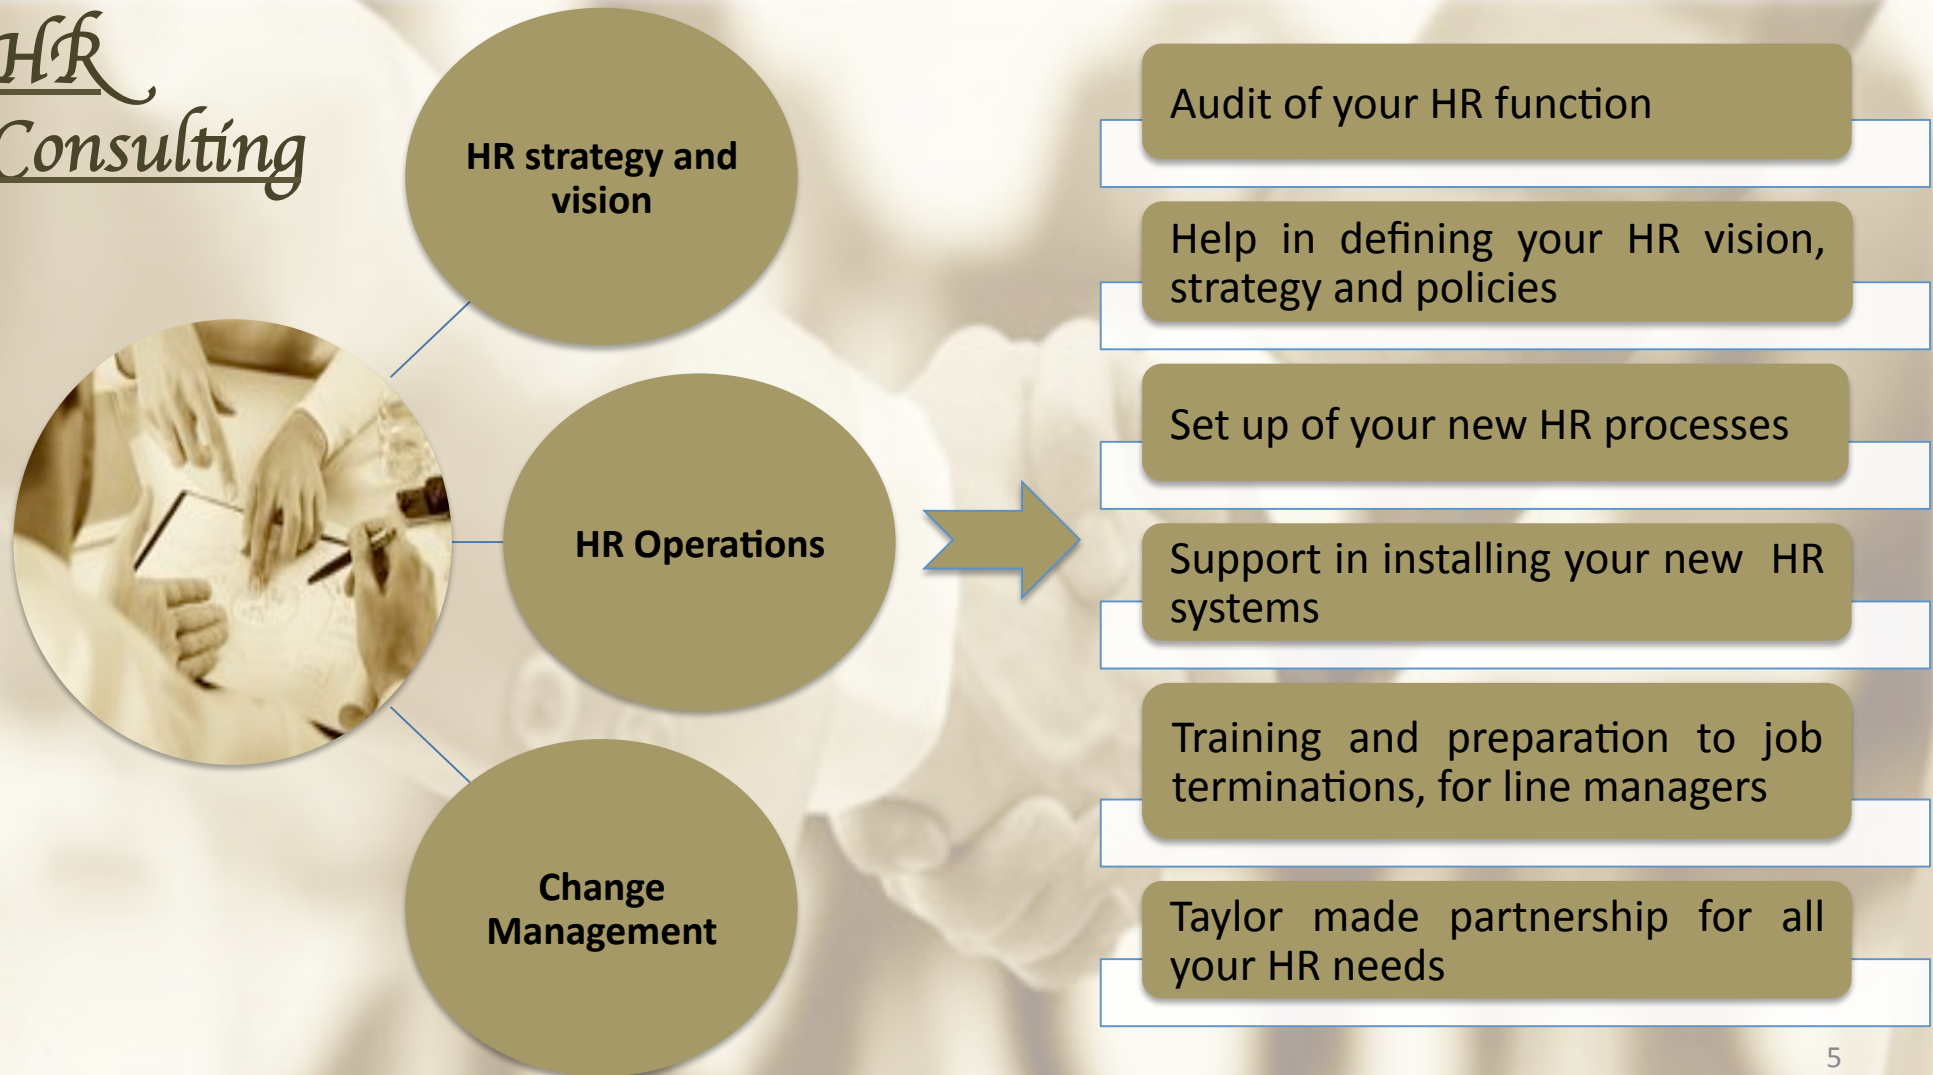 HR
Consulting
HR strategy and
vision
HR Operations
Change
Management
Audit of your HR function
Help in defining your HR vision,
strategy and policies
Set up of your new HR processes
Support in installing your new HR
systems
Training and preparation to job
terminations, for line managers
Taylor made partnership for all
your HR needs
5